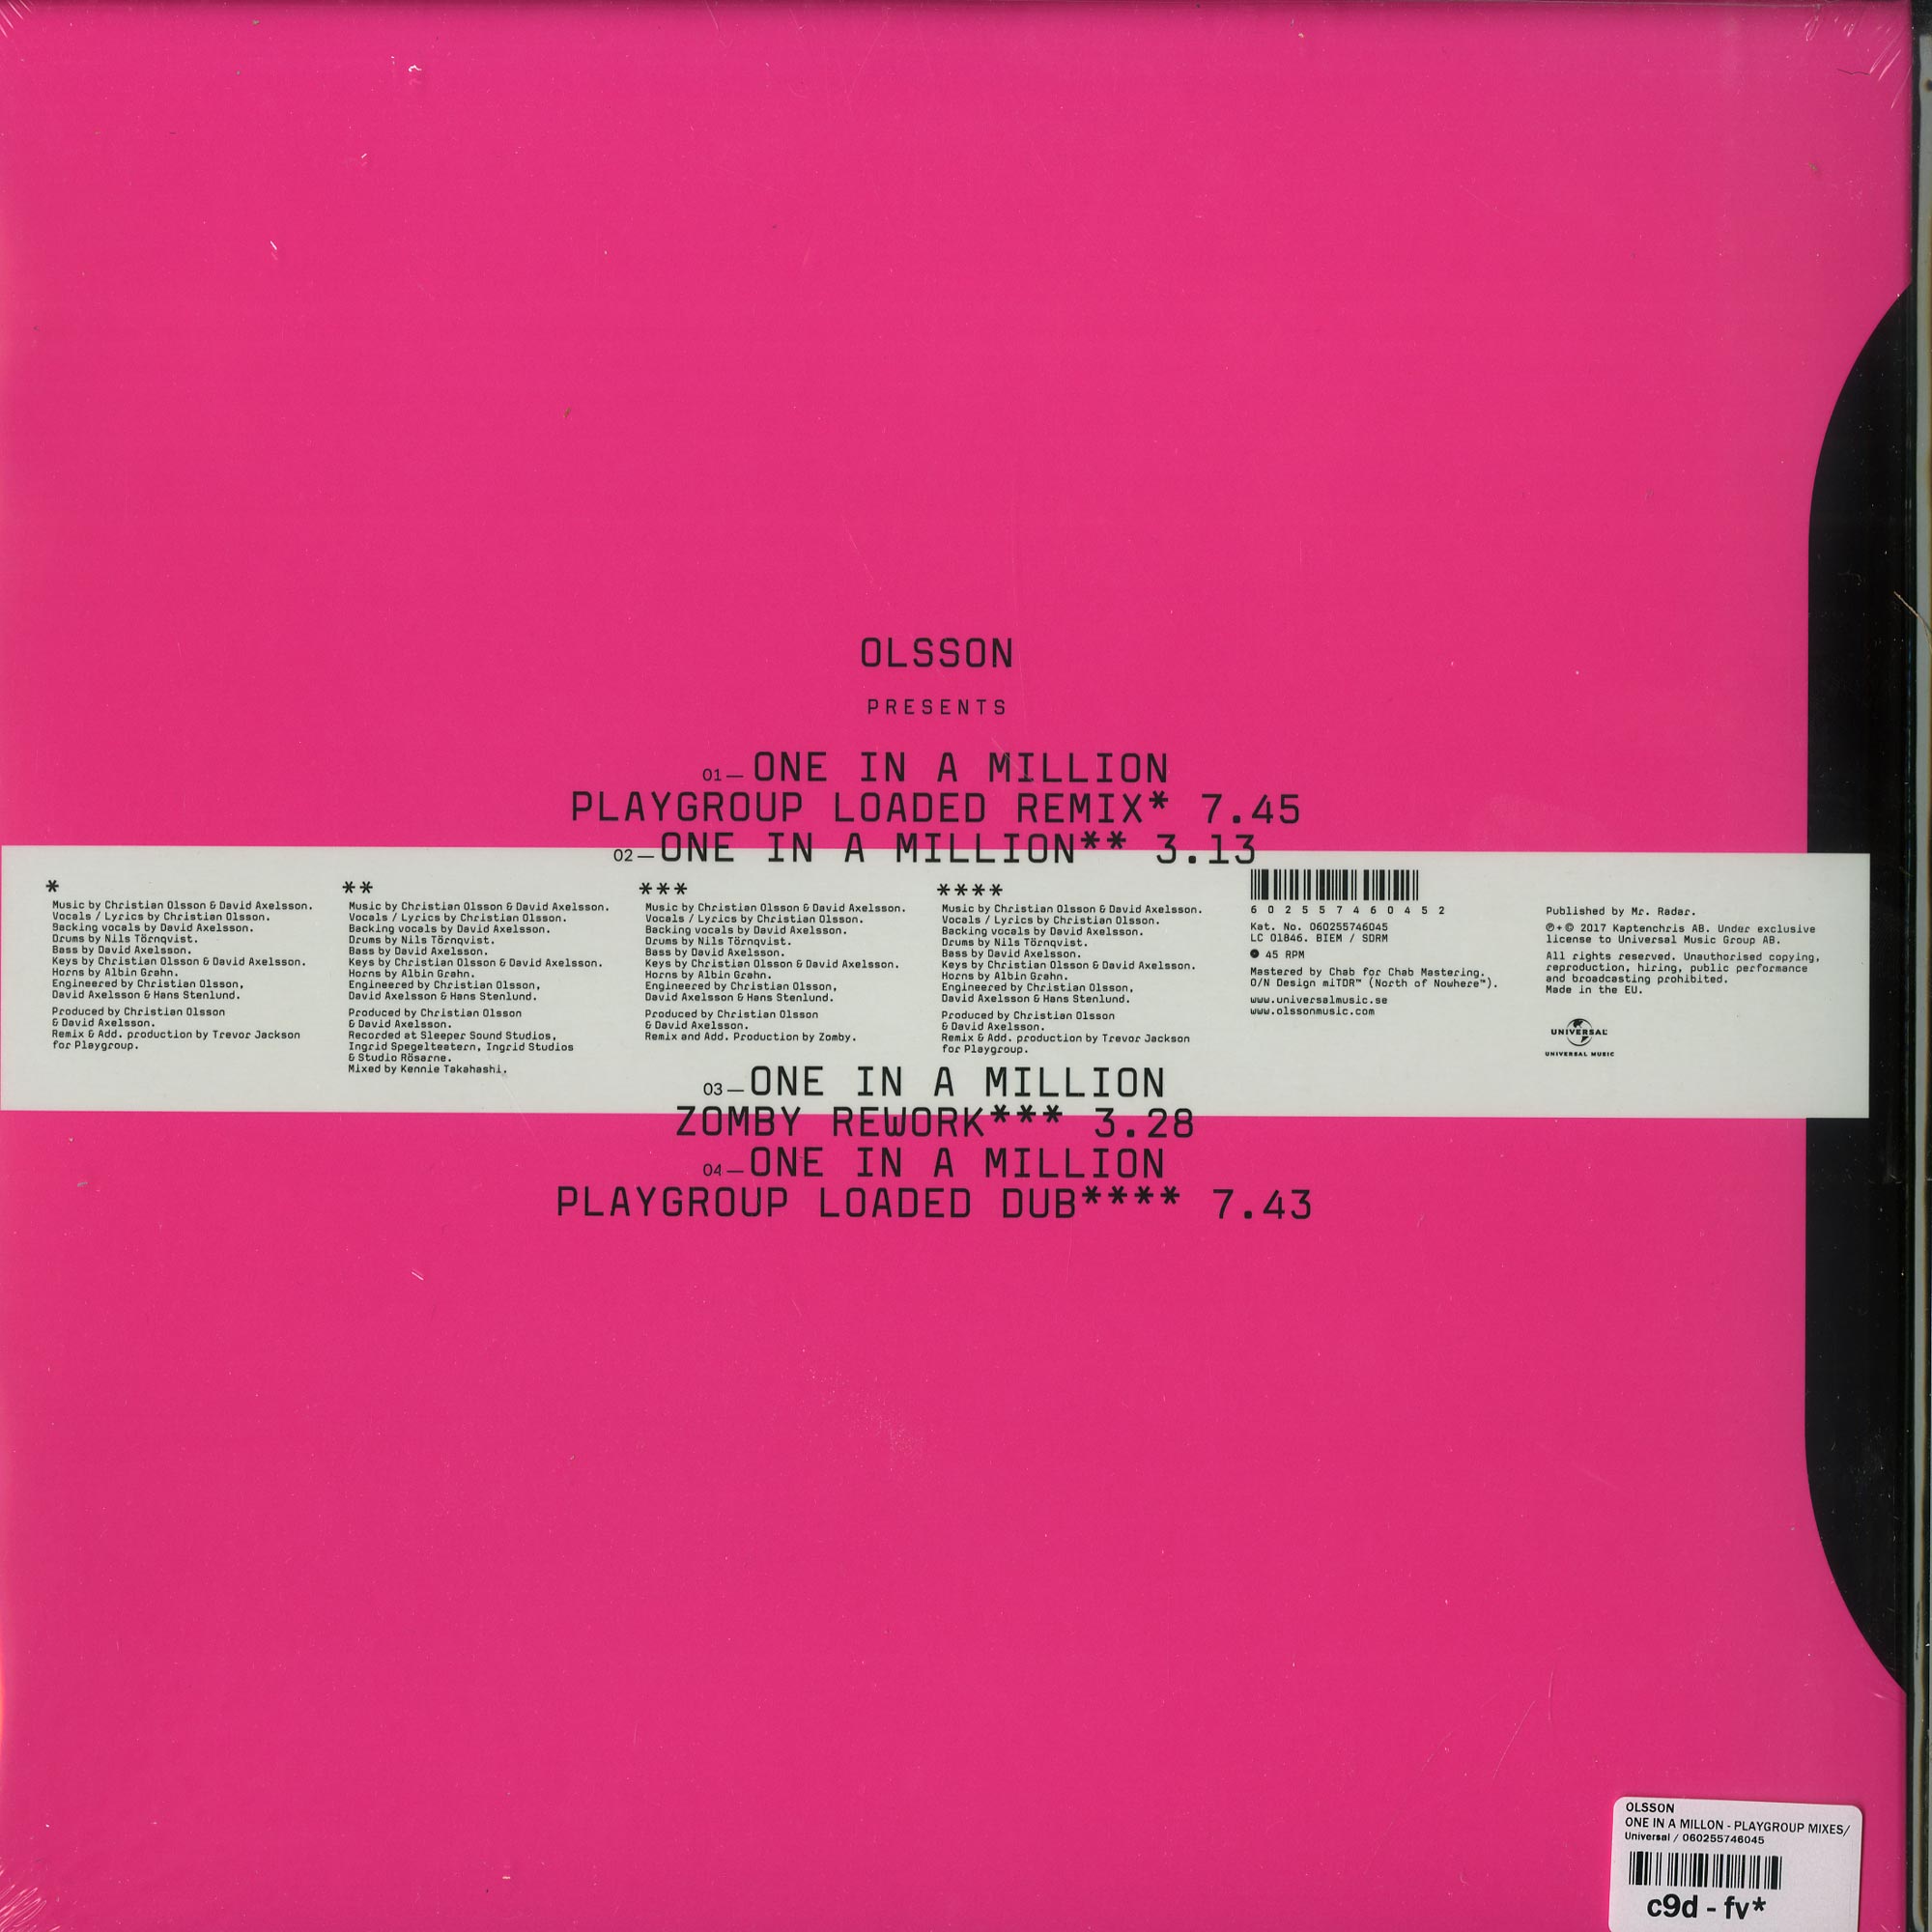 OLSSON
PRESENTS
01—ONE IN A MILLION
PLAYGROUP LOADED REMIX* 7.45
02—ONE IN A MILLION** 3.13
*
Music by Christian Olsson & David Axelsson.
Vocals / Lyrics by Christian Olsson.
Backing vocals by David Axelsson.
Drums by Nils Törnqvist.
Bass by David Axelsson.
Keys by Christian Olsson & David Axelsson.
Horns by Albin Grahn.
Engineered by Christian Olsson,
David Axelsson & Hans Stenlund.
Produced by Christian Olsson
& David Axelsson.
Remix & Add. production by Trevor Jackson
for Playgroup.
**
Music by Christian Olsson & David Axelsson.
Vocals / Lyrics by Christian Olsson.
Backing vocals by David Axelsson.
Drums by Nils Törnqvist.
Bass by David Axelsson.
Keys by Christian Olsson & David Axelsson.
Horns by Albin Grahn.
Engineered by Christian Olsson,
David Axelsson & Hans Stenlund.
Produced by Christian Olsson
& David Axelsson.
Recorded at Sleeper Sound Studios,
Ingrid Spegelteatern, Ingrid Studios
& Studio Rösarne.
Mixed by Kennie Takahashi.
***
Music by Christian Olsson & David Axelsson.
Vocals / Lyrics by Christian Olsson.
Backing vocals by David Axelsson.
Drums by Nils Törnqvist.
Bass by David Axelsson.
Keys by Christian Olsson & David Axelsson.
Horns by Albin Grahn.
Engineered by Christian Olsson,
David Axelsson & Hans Stenlund.
Produced by Christian Olsson
& David Axelsson.
Remix and Add. Production by Zomby.
****
Music by Christian Olsson & David Axelsson.
Vocals / Lyrics by Christian Olsson.
Backing vocals by David Axelsson.
Drums by Nils Törnqvist.
Bass by David Axelsson.
Keys by Christian Olsson & David Axelsson.
Horns by Albin Grahn.
Engineered by Christian Olsson,
David Axelsson & Hans Stenlund.
Produced by Christian Olsson
& David Axelsson.
Remix & Add. production by Trevor Jackson
for Playgroup.
6 0 2 5 5 7 4 6 0 4 5 2
Kat. No. 060255746045
LC 01846. BIEM / SDRM
45 RPM
Mastered by Chab for Chab Mastering.
O/N Design miTDR™ (North of Nowhere™).
www.universalmusic.se
www.olssonmusic.com
Published by Mr. Radar.
℗+© 2017 Kaptenchris AB. Under exclusive
license to Universal Music Group AB.
All rights reserved. Unauthorised copying,
reproduction, hiring, public performance
and broadcasting prohibited.
Made in the EU.
UNIVERSAL
UNIVERSAL MUSIC
03—ONE IN A MILLION
ZOMBY REWORK*** 3.28
04—ONE IN A MILLION
PLAYGROUP LOADED DUB**** 7.43
OLSSON
ONE IN A MILLON - PLAYGROUP MIXES/
Universal / 060255746045
c9d - fv*